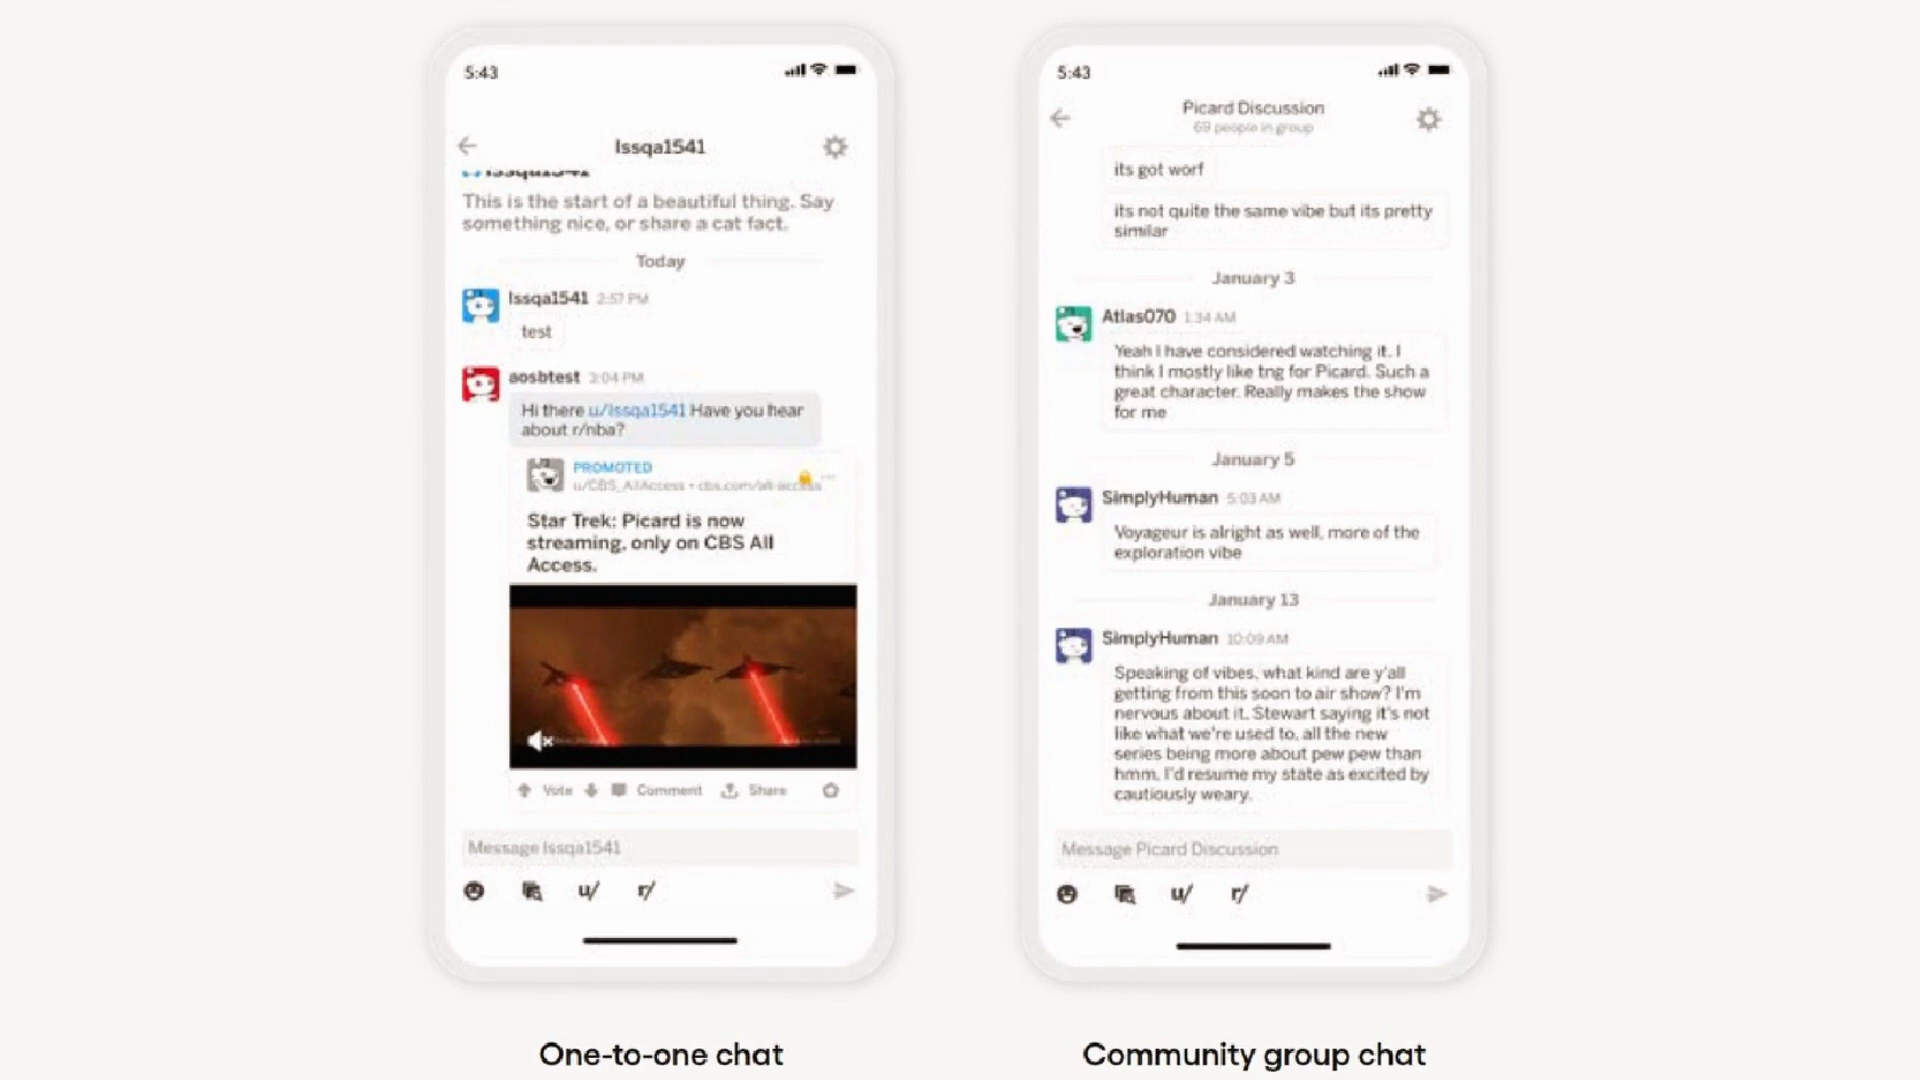 5:43
lssqa1541
This is the start of a beautiful thing. Say
something nice, or share a cat fact.
Today
lssqa1541 2:57 PM
test
aosbtest 3:04 PM
Hi there u/lssqa1541 Have you hear
about r/nba?
PROMOTED
u/CBS_AllAccess • cbs.com/all-access
Star Trek: Picard is now
streaming, only on CBS All
Access.
Vote Comment Share
Message lssqa1541
u/ r/
One-to-one chat
5:43
Picard Discussion
69 people in group
its got worf
its not quite the same vibe but its pretty
similar
January 3
Atlas070 1:34 AM
Yeah I have considered watching it. I
think I mostly like tng for Picard. Such a
great character. Really makes the show
for me
January 5
SimplyHuman 5:03 AM
Voyageur is alright as well, more of the
exploration vibe
January 13
SimplyHuman 10:09 AM
Speaking of vibes, what kind are y'all
getting from this soon to air show? I'm
nervous about it. Stewart saying it's not
like what we're used to, all the new
series being more about pew pew than
hmm. I'd resume my state as excited by
cautiously weary.
Message Picard Discussion
u/ r/
Community group chat